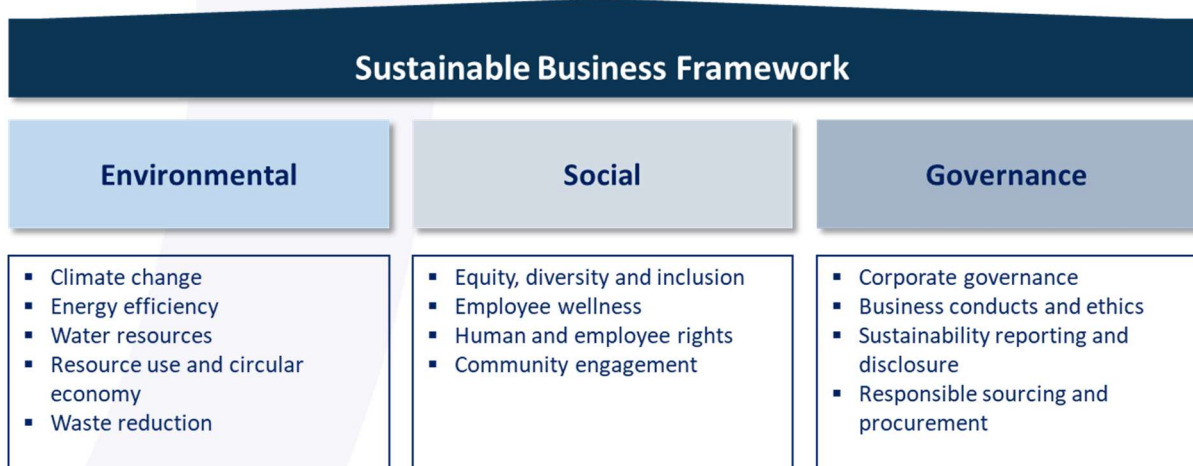 Sustainable Business Framework
Environmental
▪ Climate change
▪ Energy efficiency
▪ Water resources
▪ Resource use and circular
economy
▪ Waste reduction
Social
▪ Equity, diversity and inclusion
▪ Employee wellness
▪ Human and employee rights
▪ Community engagement
Governance
▪ Corporate governance
▪ Business conducts and ethics
▪ Sustainability reporting and
disclosure
▪ Responsible sourcing and
procurement